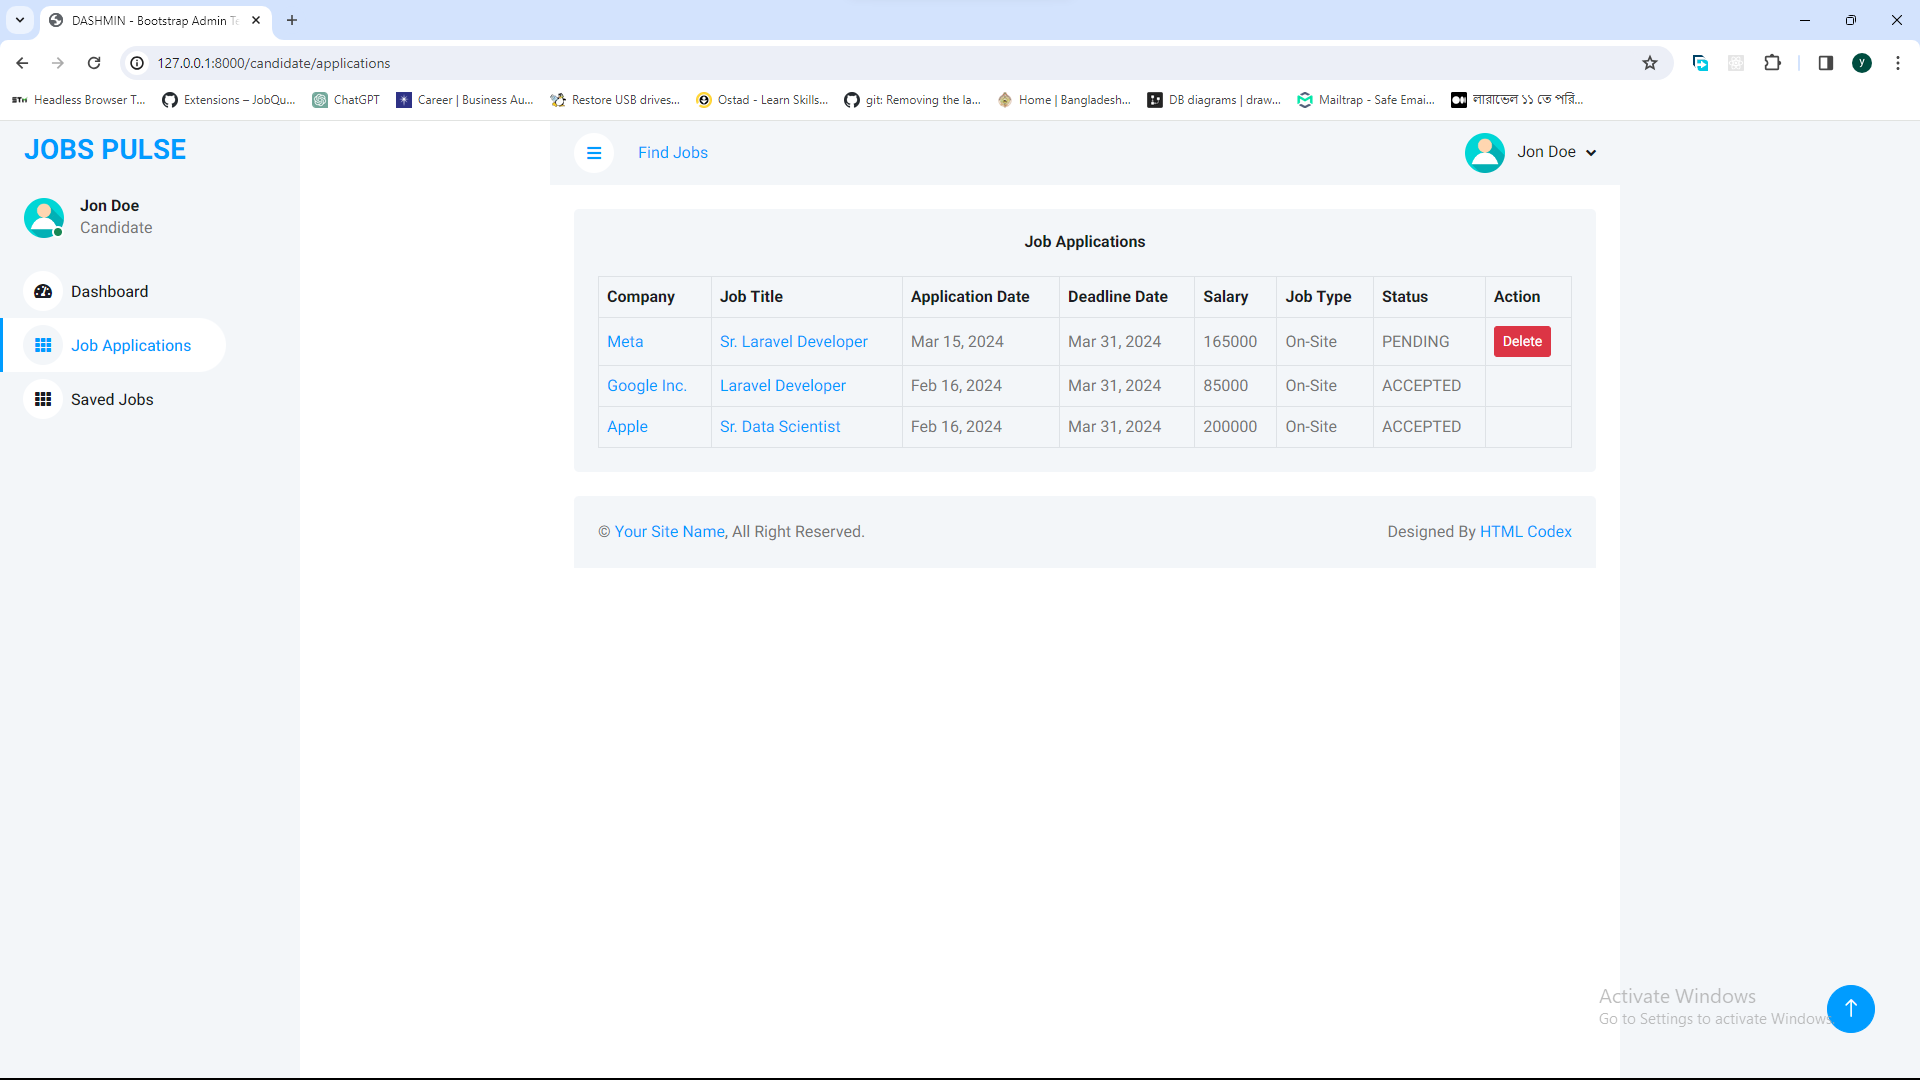 DASHMIN - Bootstrap Admin Te
127.0.0.1:8000/candidate/applications
y
Headless Browser T... Extensions – JobQu... ChatGPT Career | Business Au... Restore USB drives... Ostad - Learn Skills... git: Removing the la... Home | Bangladesh... DB diagrams | draw... Mailtrap - Safe Emai... লারাভেল ১১ তে পরি...
JOBS PULSE
Jon Doe
Candidate
Dashboard
Job Applications
Saved Jobs
Find Jobs
Jon Doe
Job Applications
Company Job Title Application Date Deadline Date Salary Job Type Status Action
Meta Sr. Laravel Developer Mar 15, 2024 Mar 31, 2024 165000 On-Site PENDING Delete
Google Inc. Laravel Developer Feb 16, 2024 Mar 31, 2024 85000 On-Site ACCEPTED
Apple Sr. Data Scientist Feb 16, 2024 Mar 31, 2024 200000 On-Site ACCEPTED
© Your Site Name, All Right Reserved.
Designed By HTML Codex
Activate Windows
Go to Settings to activate Windows